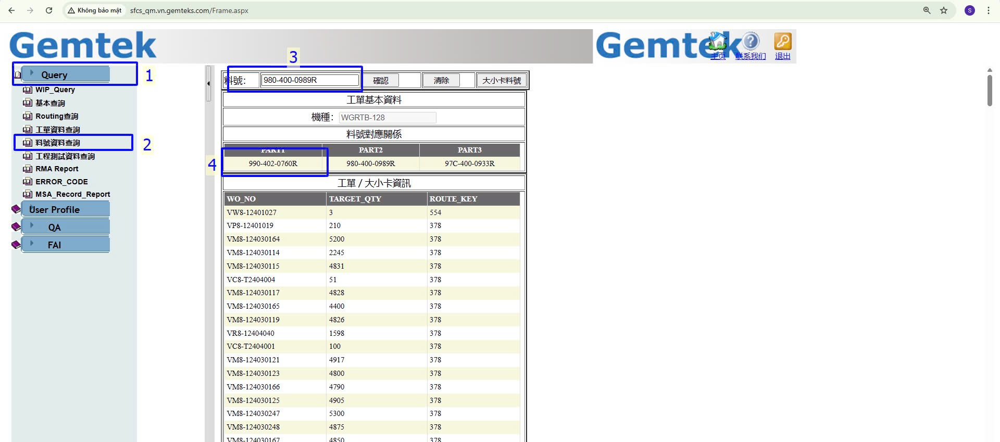 Không bảo mật sfcs_qm.vn.gemteks.com/Frame.aspx S
Gemtek
Gemtek
主页 联系我们 退出
1
Query
WIP_Query
基本查詢
Routing查詢
工單資料查詢
2
料號資料查詢
工程測試資料查詢
RMA Report
ERROR_CODE
MSA_Record_Report
User Profile
QA
FAI
3
料號: 980-400-0989R 確認 清除 大小卡料號
工單基本資料
機種: WGRTB-128
料號對應關係
4
PART1 PART2 PART3
990-402-0760R 980-400-0989R 97C-400-0933R
工單 / 大小卡資訊
WO_NO TARGET_QTY ROUTE_KEY
VW8-12401027 3 554
VP8-12401019 210 378
VM8-124030164 5200 378
VM8-124030114 2245 378
VM8-124030115 4831 378
VC8-T2404004 51 378
VM8-124030117 4828 378
VM8-124030165 4400 378
VM8-124030119 4826 378
VR8-12404040 1598 378
VC8-T2404001 100 378
VM8-124030121 4917 378
VM8-124030123 4800 378
VM8-124030166 4790 378
VM8-124030125 4905 378
VM8-124030247 5300 378
VM8-124030248 4875 378
VM8-124030167 4850 378